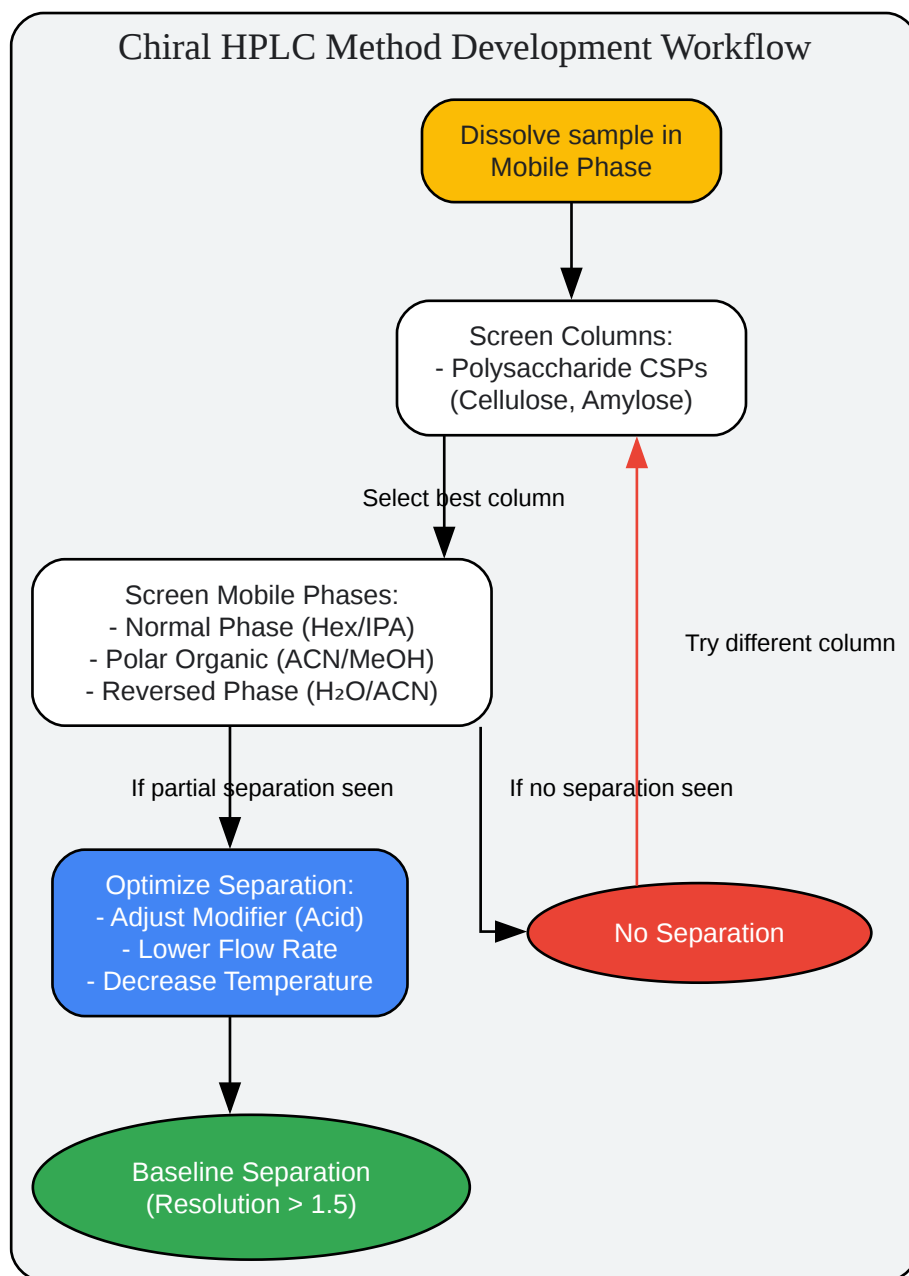 Chiral HPLC Method Development Workflow
Dissolve sample in
Mobile Phase
Screen Columns:
- Polysaccharide CSPs
(Cellulose, Amylose)
Select best column
Screen Mobile Phases:
- Normal Phase (Hex/IPA)
- Polar Organic (ACN/MeOH)
- Reversed Phase (H₂O/ACN)
Try different column
If partial separation seen
If no separation seen
Optimize Separation:
- Adjust Modifier (Acid)
- Lower Flow Rate
- Decrease Temperature
No Separation
Baseline Separation
(Resolution > 1.5)